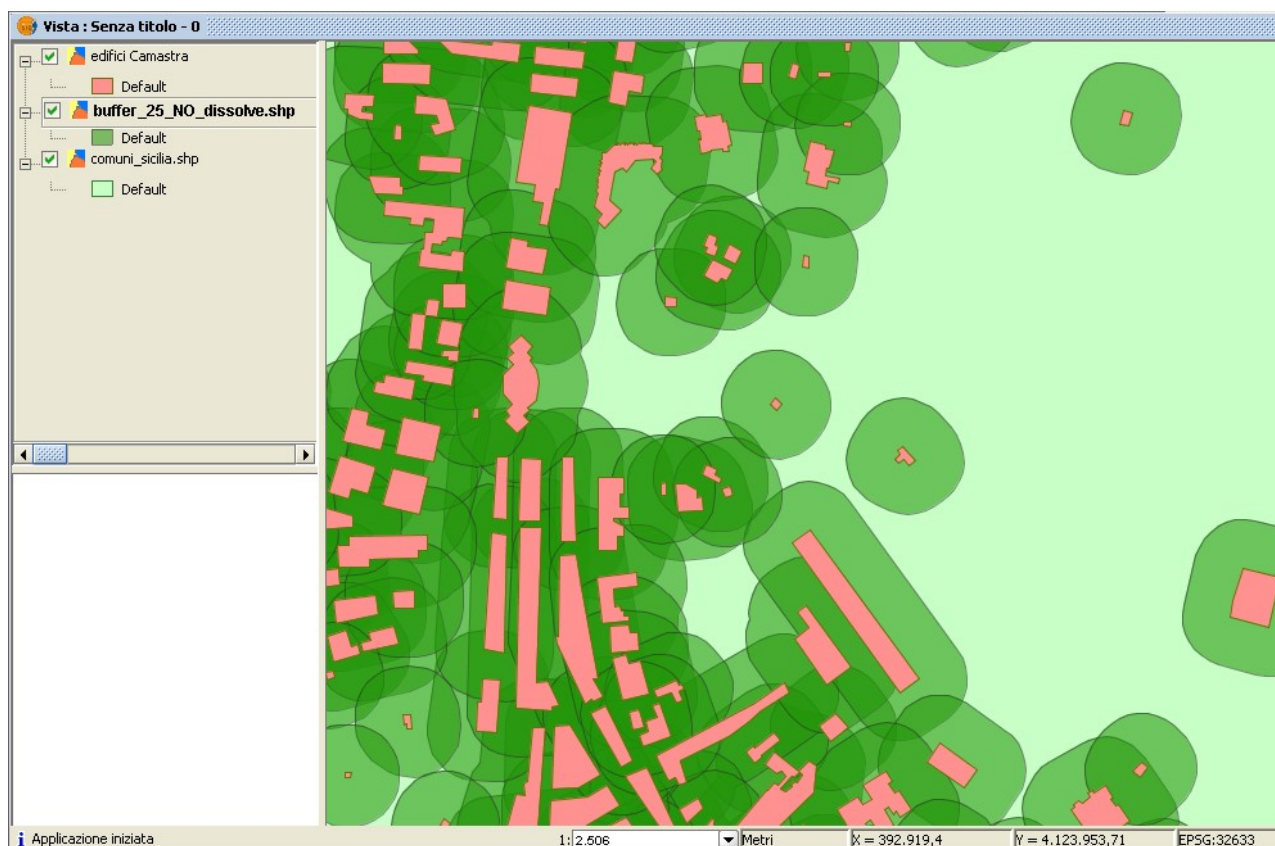 Vista : Senza titolo - 0
edifici Camastra
Default
buffer_25_NO_dissolve.shp
Default
comuni_sicilia.shp
Default
Applicazione iniziata
1: 2.506
Metri
X = 392.919,4
Y = 4.123.953,71
EPSG:32633